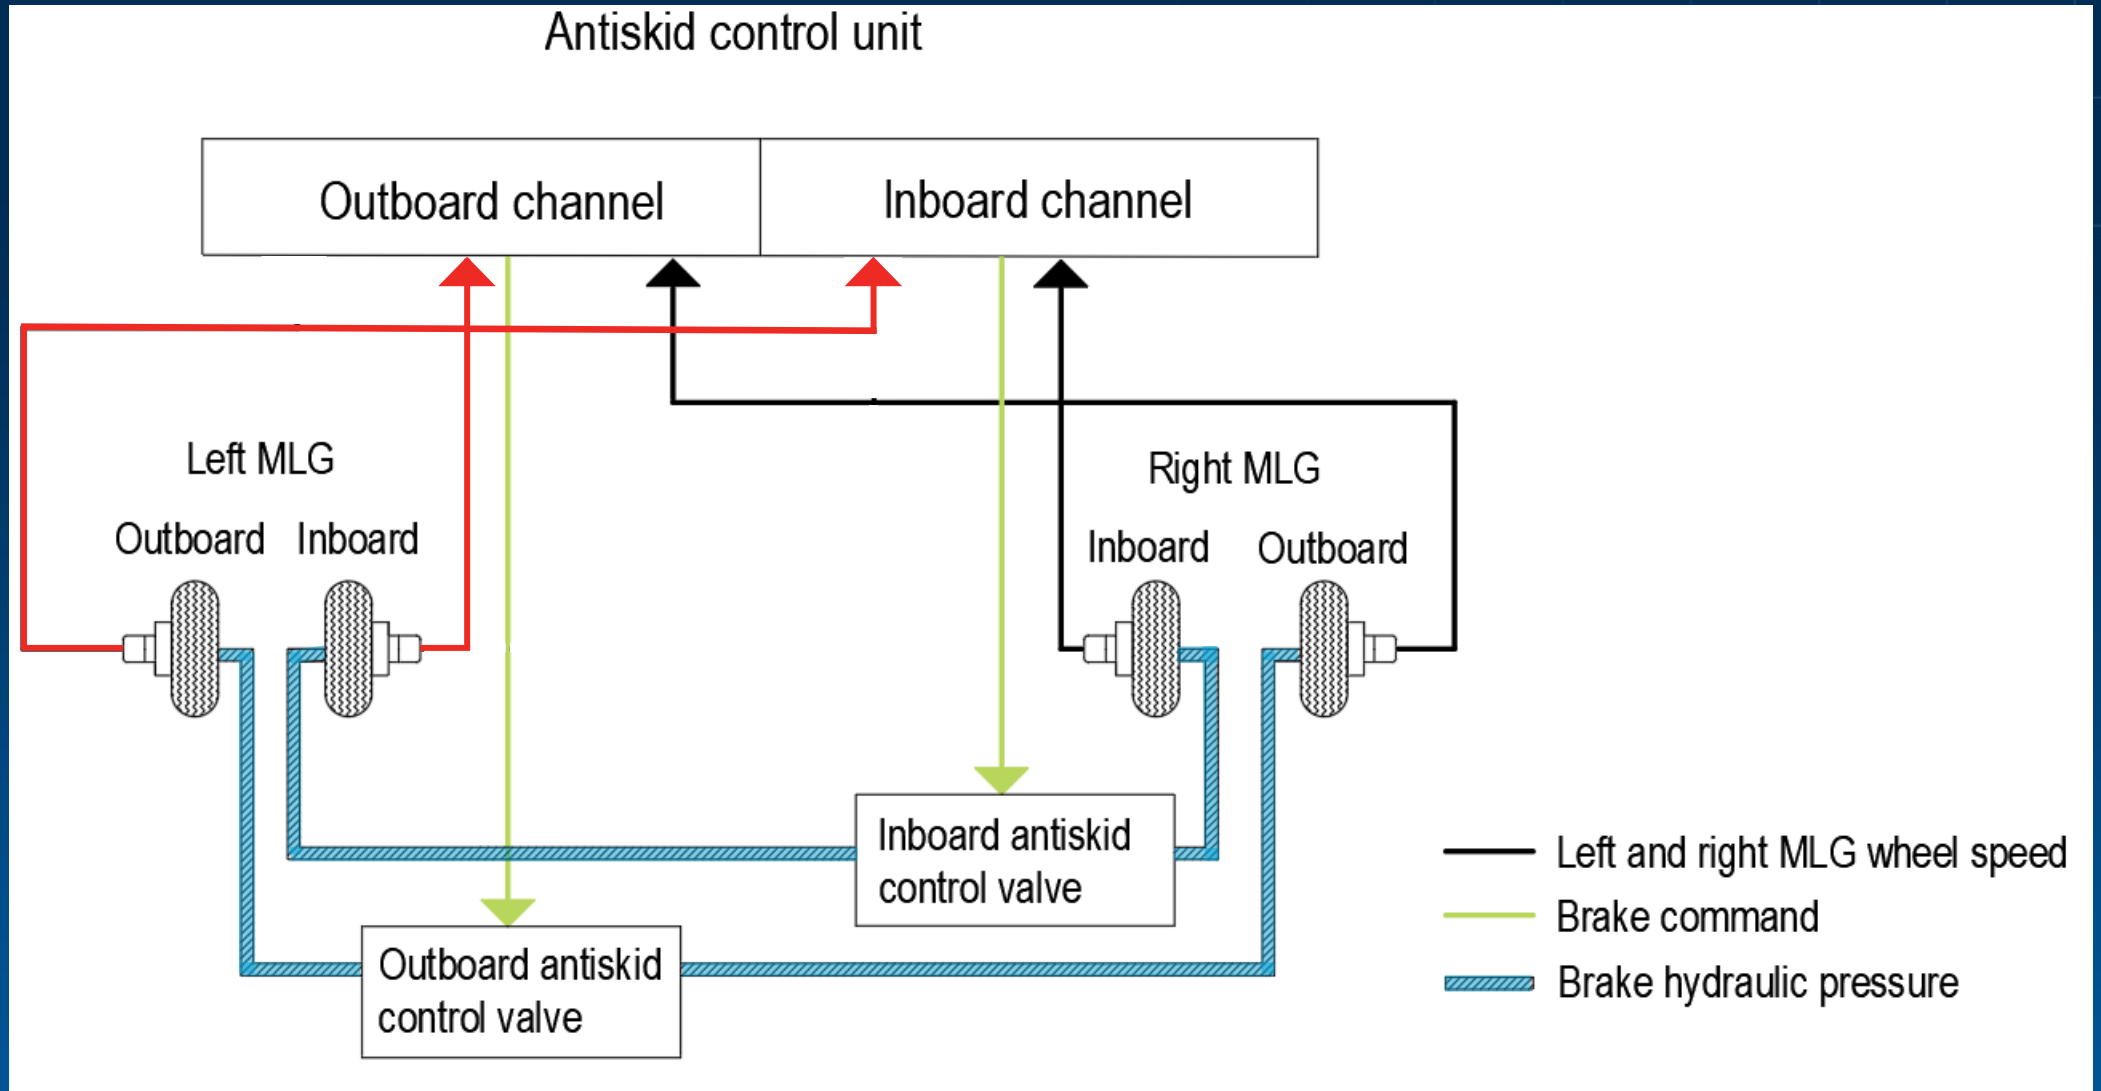 Antiskid control unit
Outboard channel
Inboard channel
Left MLG
Right MLG
Outboard
Inboard
Inboard
Outboard
Inboard antiskid
control valve
Outboard antiskid
control valve
Left and right MLG wheel speed
Brake command
Brake hydraulic pressure